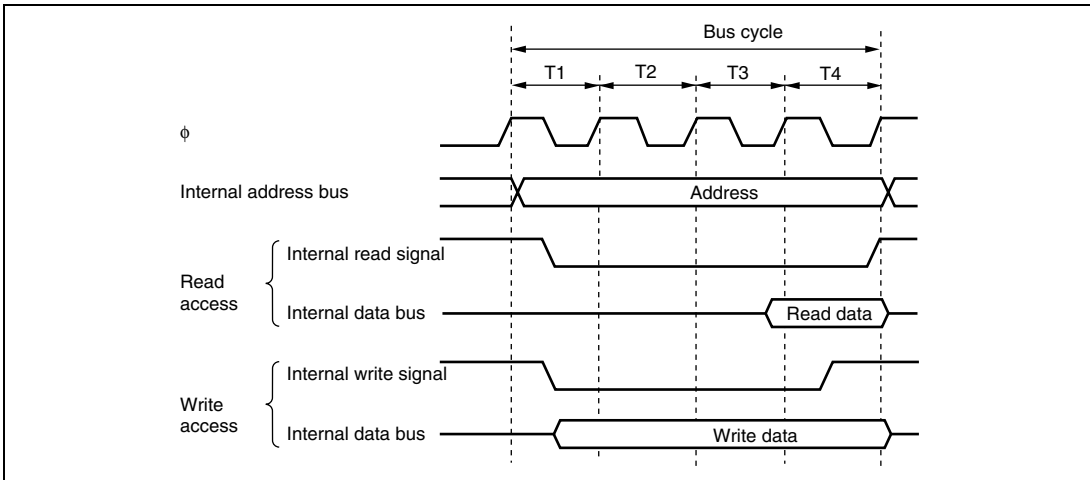 Bus cycle
T1 T2 T3 T4
ϕ
Internal address bus Address
Read
access
Internal read signal
Internal data bus Read data
Write
access
Internal write signal
Internal data bus Write data